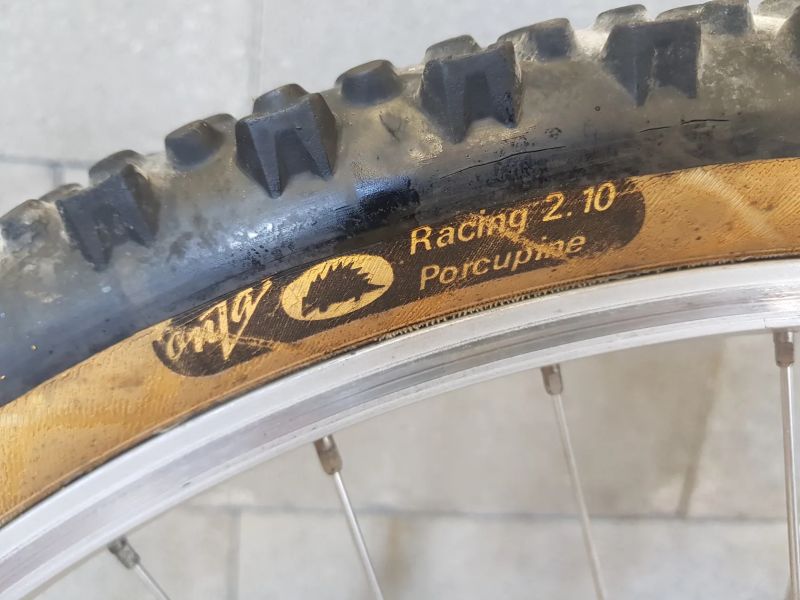 onza
Racing 2.10
Porcupine